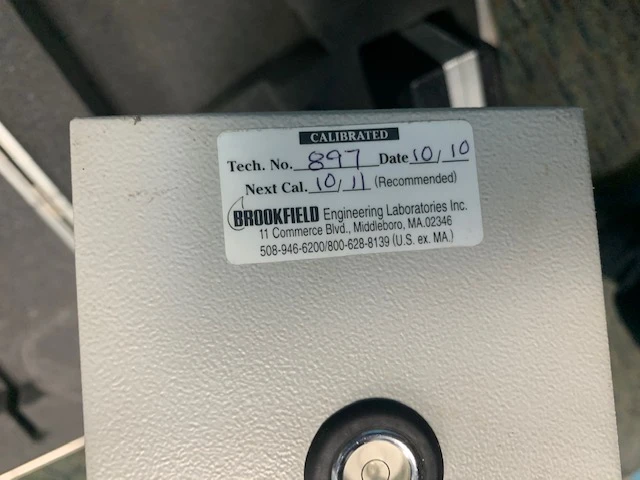 CALIBRATED
Tech. No. 897 Date 10/10
Next Cal. 10/11 (Recommended)
BROOKFIELD Engineering Laboratories Inc.
11 Commerce Blvd., Middleboro, MA.02346
508-946-6200/800-628-8139 (U.S. ex. MA.)